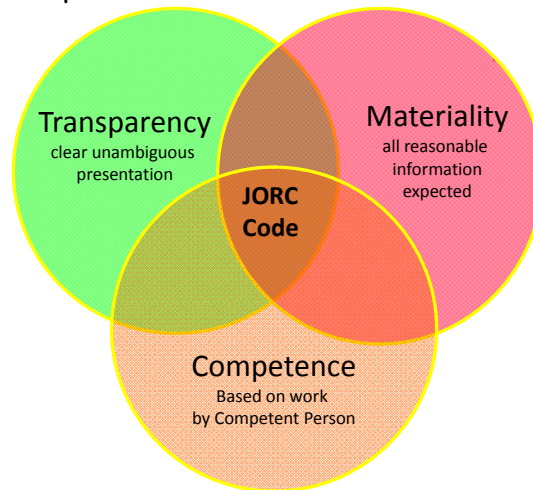 Transparency
clear unambiguous
presentation
Materiality
all reasonable
information
expected
JORC
Code
Competence
Based on work
by Competent Person